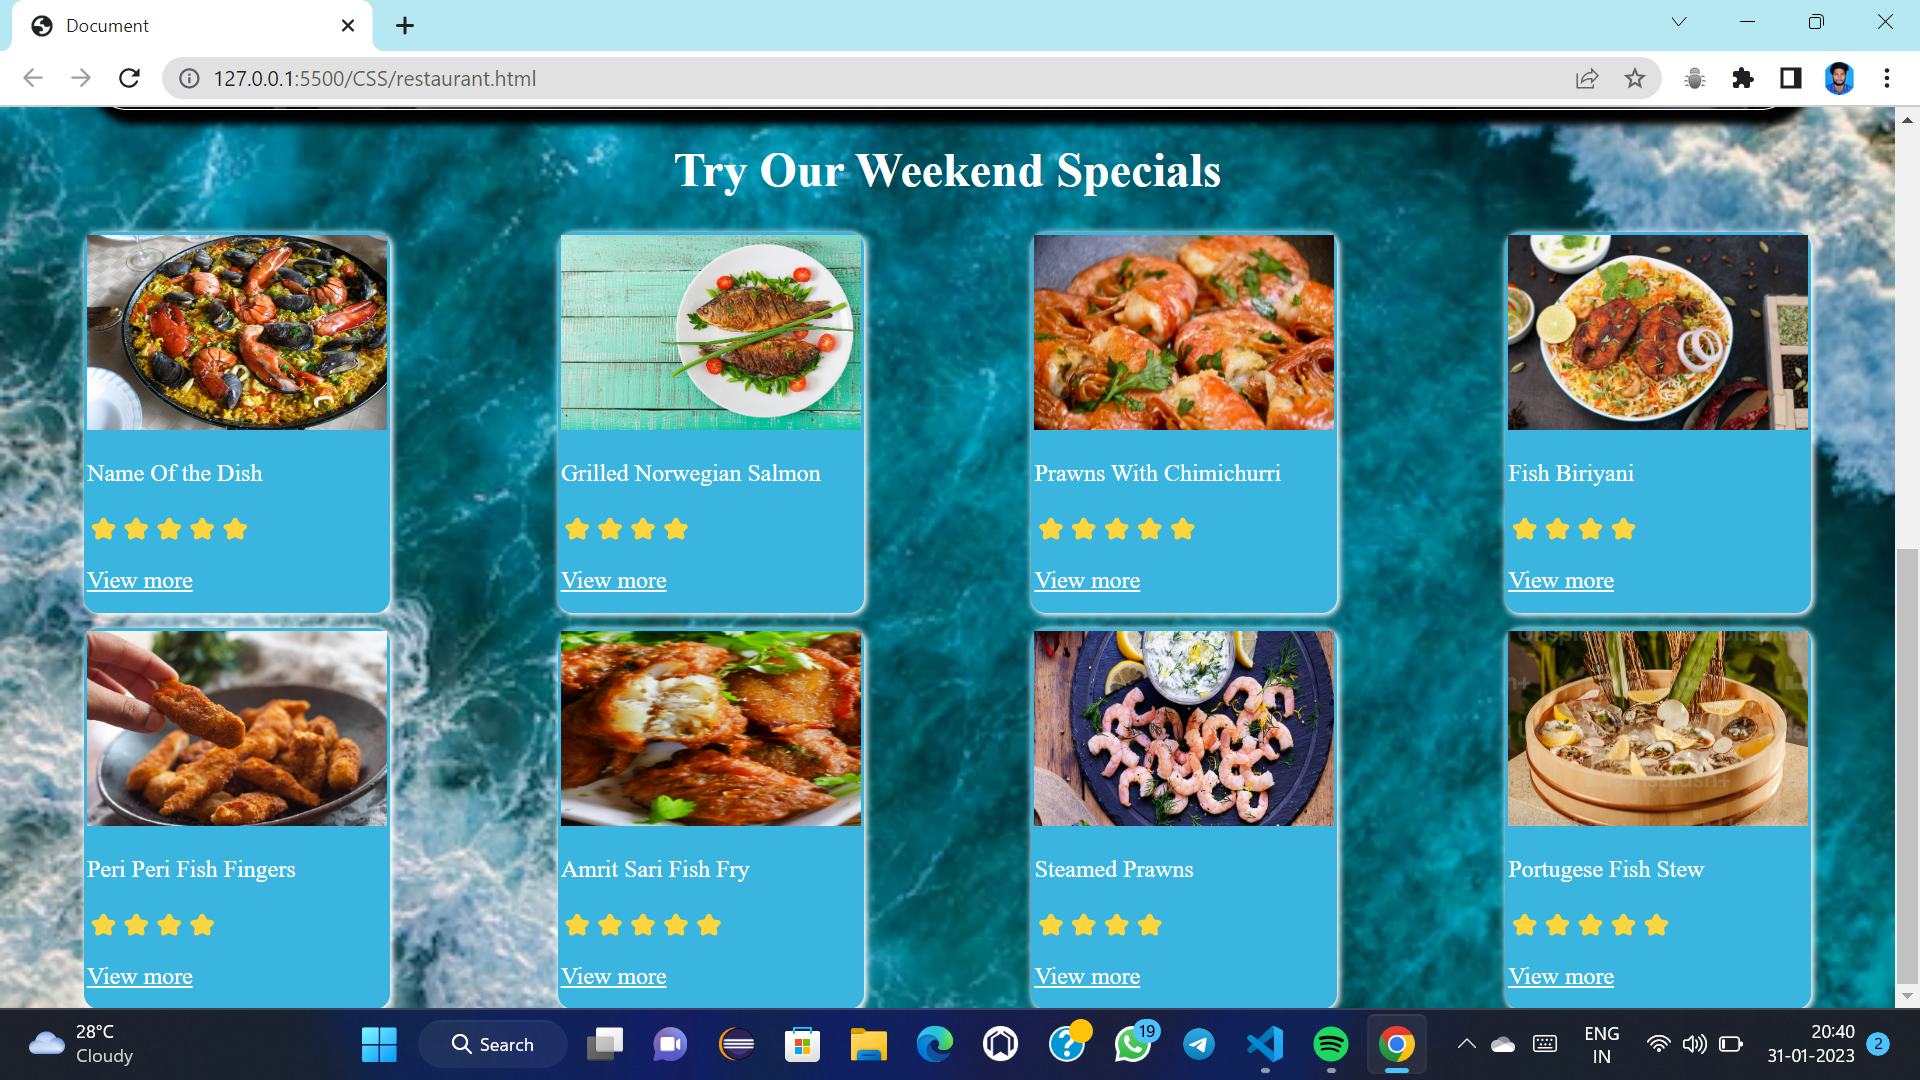 Document
127.0.0.1:5500/CSS/restaurant.html
Try Our Weekend Specials
Name Of the Dish
Grilled Norwegian Salmon
Prawns With Chimichurri
Fish Biriyani
View more
View more
View more
View more
Peri Peri Fish Fingers
Amrit Sari Fish Fry
Steamed Prawns
Portugese Fish Stew
View more
View more
View more
View more
28°C
Cloudy
Search
19
ENG
IN
20:40
31-01-2023
2